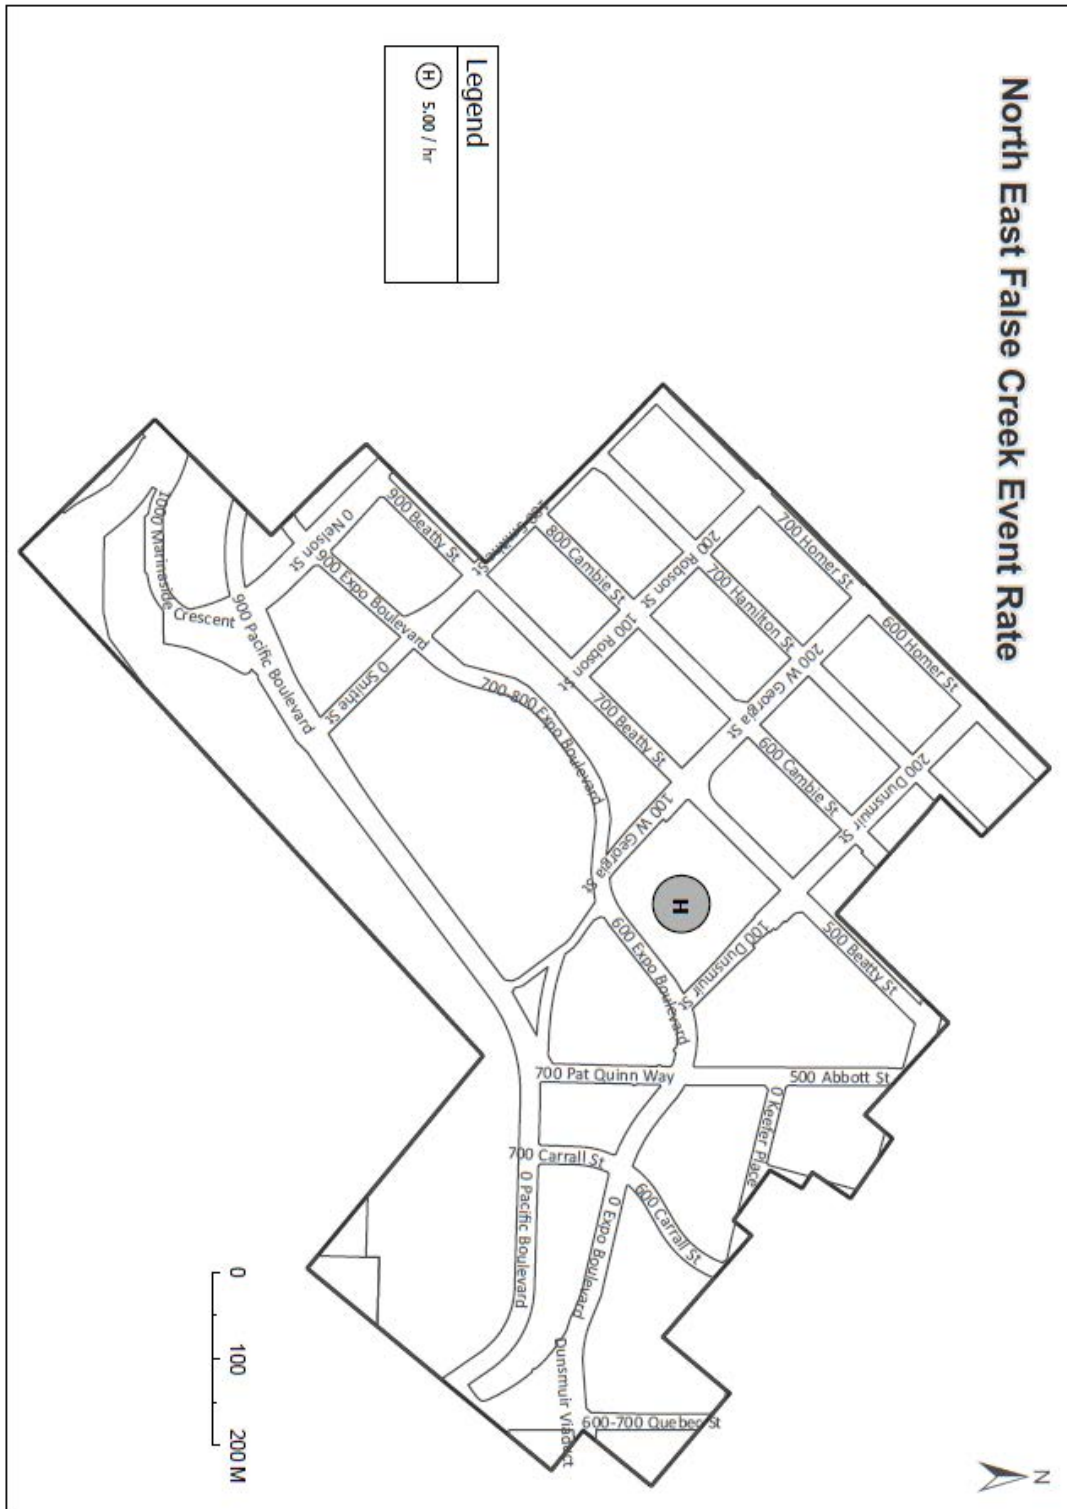 North East False Creek Event Rate
Legend
H 5.00 / hr
N
700 Homer St
600 Homer St
200 Robson St
700 Hamilton St
200 W Georgia St
200 Dunsmuir St
800 Cambie St
100 Robson St
600 Cambie St
700 Beatty St
900 Beatty St
500 Beatty St
100 W Georgia St
100 Dunsmuir St
H
0 Nelson St
900 Expo Boulevard
700-800 Expo Boulevard
600 Expo Boulevard
0 Smithe St
1000 Marinaside Crescent
900 Pacific Boulevard
700 Pat Quinn Way
500 Abbott St
0 Keefer Place
700 Carrall St
600 Carrall St
0 Pacific Boulevard
0 Expo Boulevard
Dunsmuir Viaduct
600-700 Quebec St
0 100 200 M